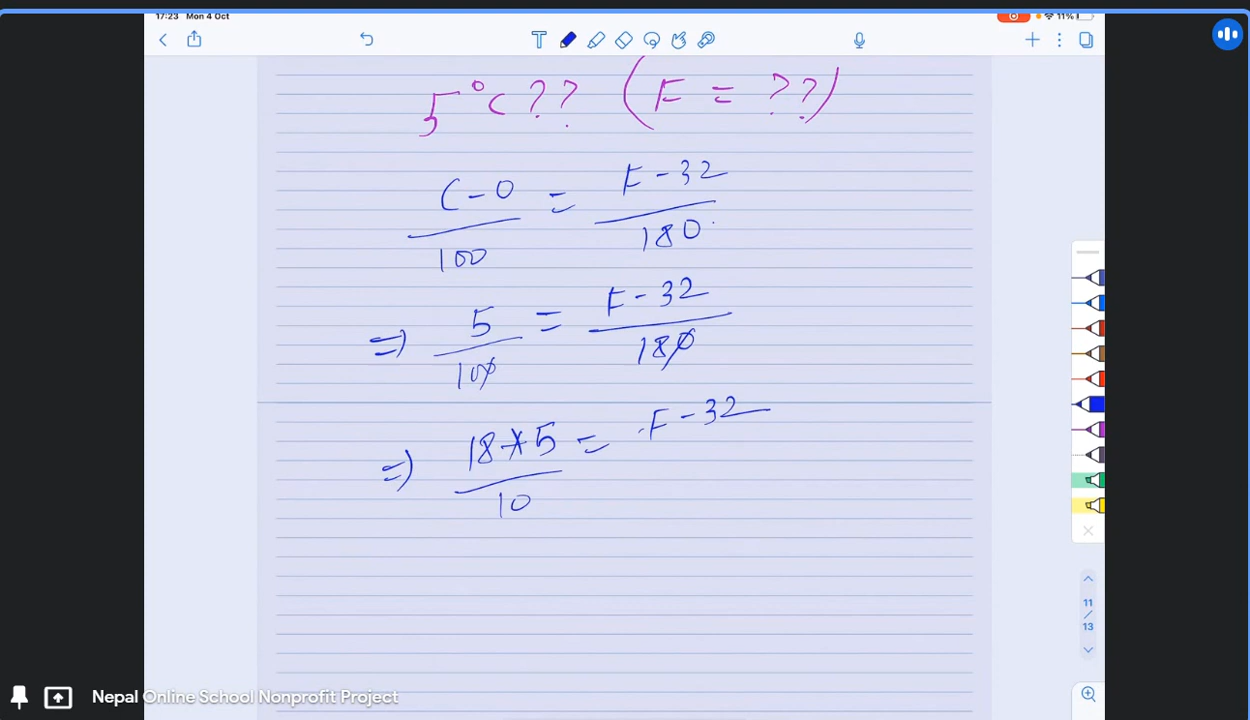 17:23 Mon 4 Oct
11%
T
5°C ?? (F = ??)
C - 0 / 100 = F - 32 / 180
=) 5 / 100 = F - 32 / 180
=) 18 * 5 / 10 = F - 32
11
/
13
Nepal Online School Nonprofit Project